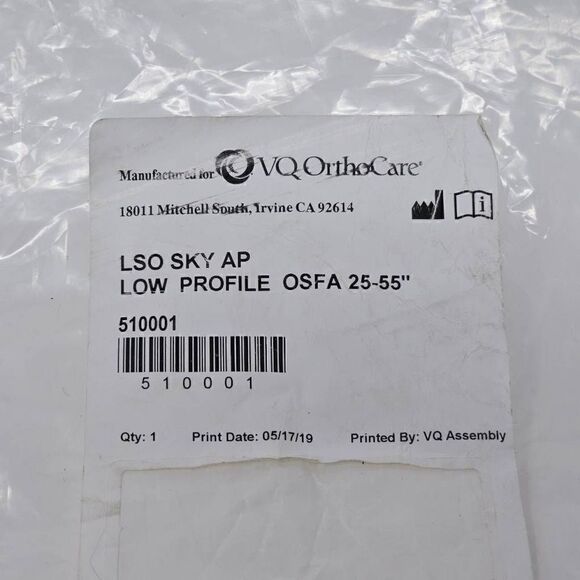 Manufactured for VQ OrthoCare®
18011 Mitchell South, Irvine CA 92614
LSO SKY AP
LOW PROFILE OSFA 25-55"
510001
510001
Qty: 1 Print Date: 05/17/19 Printed By: VQ Assembly